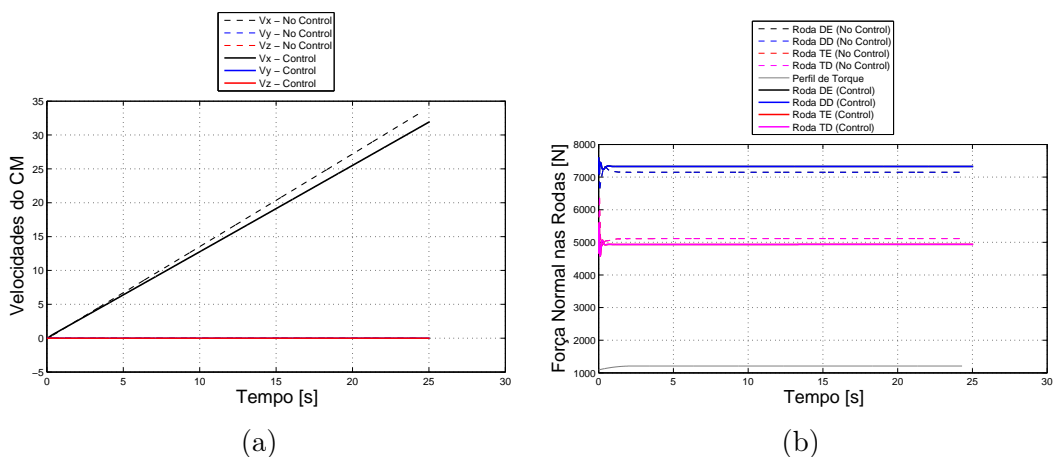 Vx − No Control
Vy − No Control
Vz − No Control
Vx − Control
Vy − Control
Vz − Control
35
30
25
20
15
10
5
0
−5
0 5 10 15 20 25 30
Velocidades do CM
Tempo [s]
(a)
Roda DE (No Control)
Roda DD (No Control)
Roda TE (No Control)
Roda TD (No Control)
Perfil de Torque
Roda DE (Control)
Roda DD (Control)
Roda TE (Control)
Roda TD (Control)
8000
7000
6000
5000
4000
3000
2000
1000
0 5 10 15 20 25 30
Força Normal nas Rodas [N]
Tempo [s]
(b)